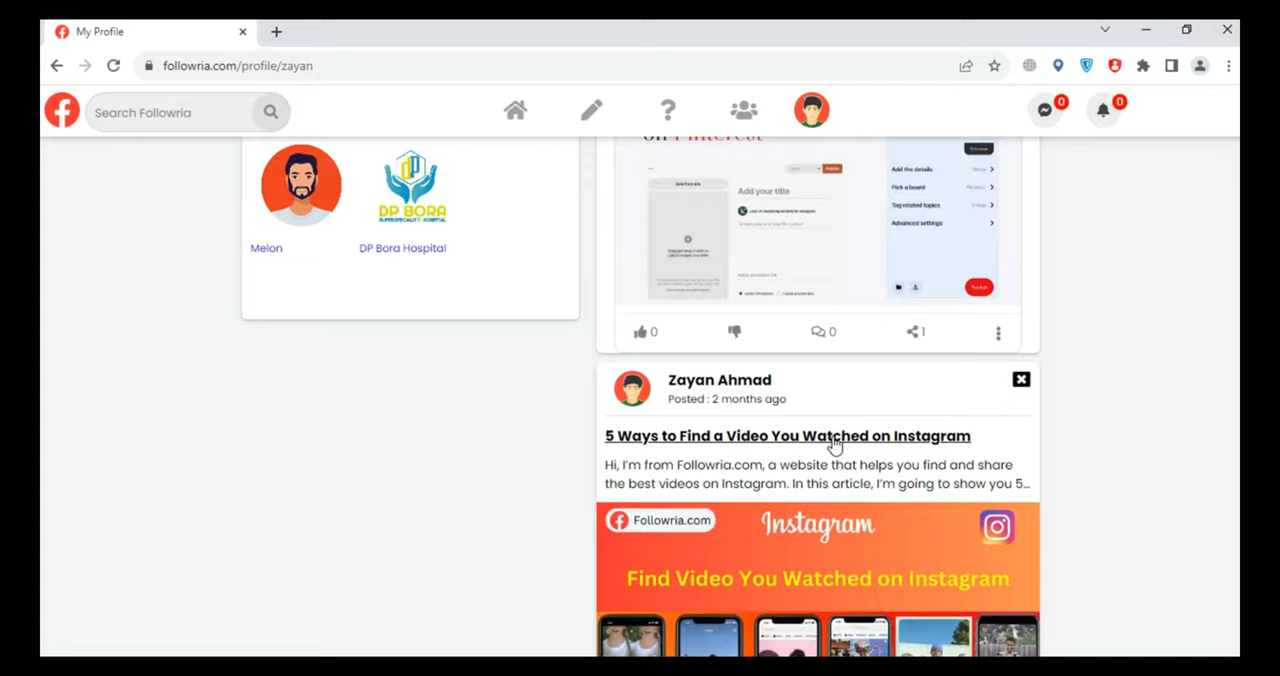 My Profile
followria.com/profile/zayan
Search Followria
0
0
on Pinterest
Add your title
Add the details
Pick a board
Tag related topics
Advanced settings
Publish
DP BORA
SUPERSPECIALITY HOSPITAL
Melon
DP Bora Hospital
0
0
1
Zayan Ahmad
Posted : 2 months ago
5 Ways to Find a Video You Watched on Instagram
Hi, I'm from Followria.com, a website that helps you find and share
the best videos on Instagram. In this article, I'm going to show you 5...
Followria.com
Instagram
Find Video You Watched on Instagram